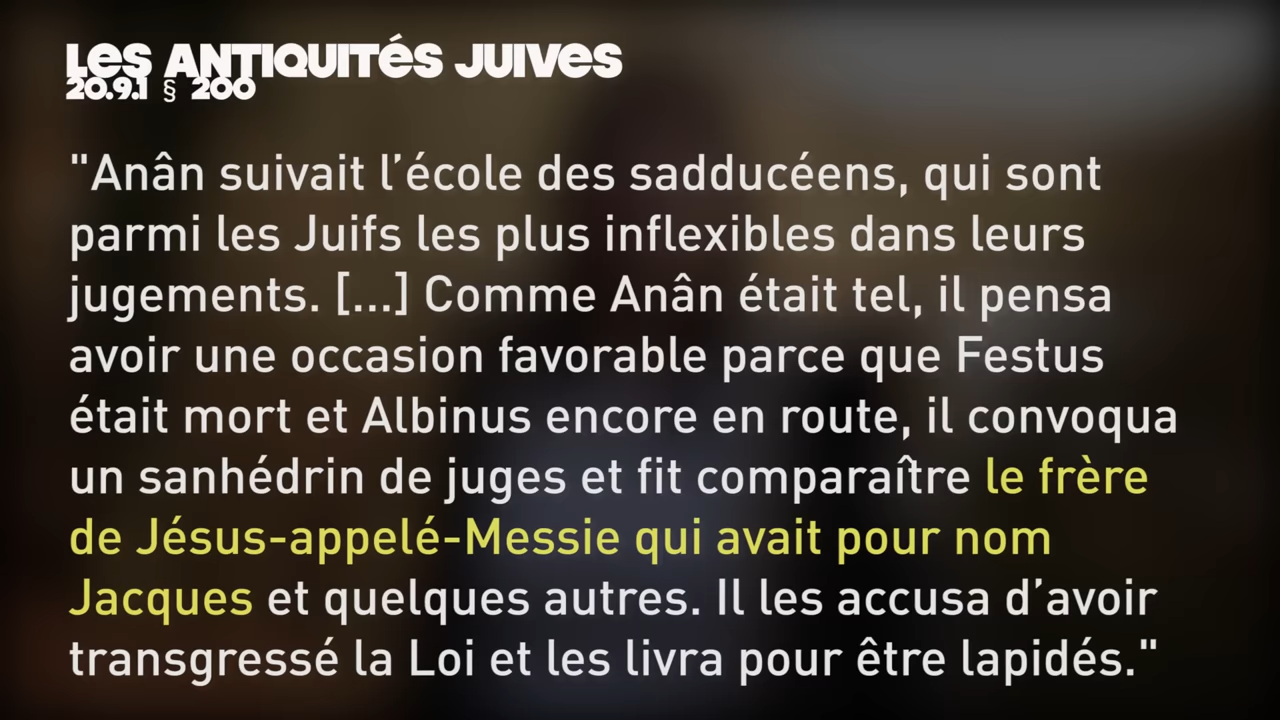 Les Antiquités Juives
20.9.1 § 200
"Anân suivait l’école des sadducéens, qui sont
parmi les Juifs les plus inflexibles dans leurs
jugements. [...] Comme Anân était tel, il pensa
avoir une occasion favorable parce que Festus
était mort et Albinus encore en route, il convoqua
un sanhédrin de juges et fit comparaître le frère
de Jésus-appelé-Messie qui avait pour nom
Jacques et quelques autres. Il les accusa d’avoir
transgressé la Loi et les livra pour être lapidés."